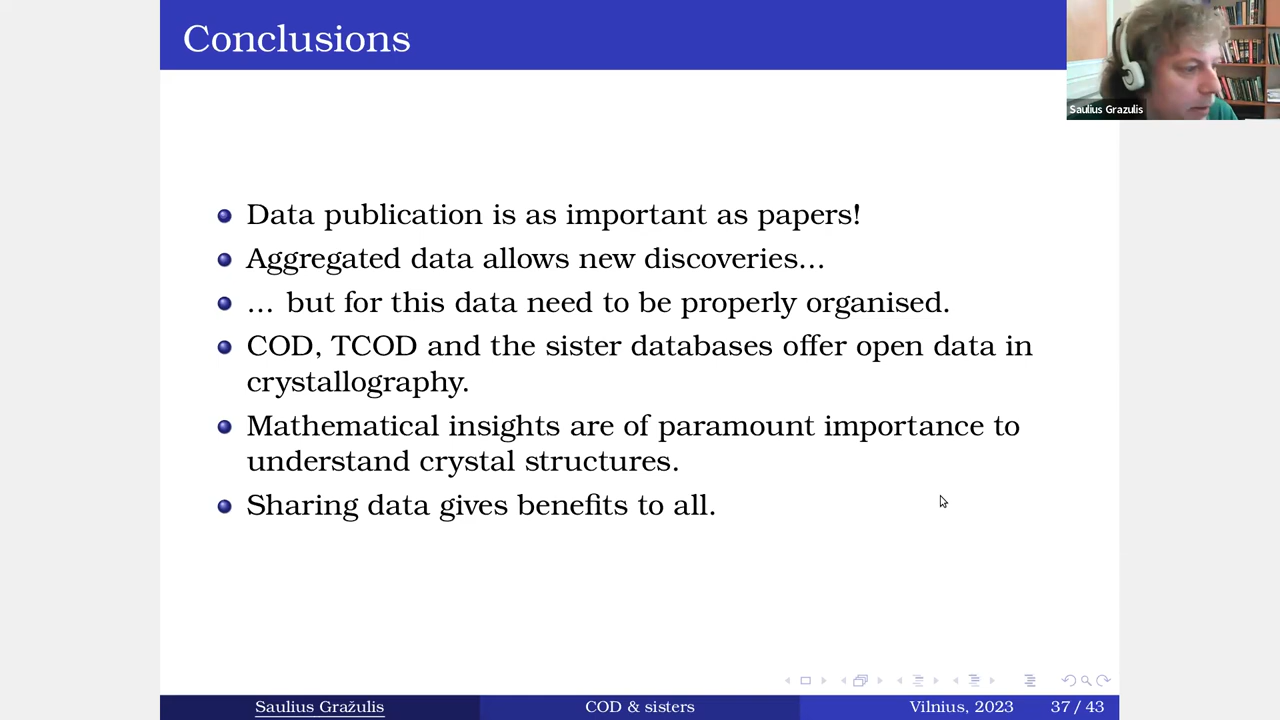 Conclusions
Saulius Grazulis
Data publication is as important as papers!
Aggregated data allows new discoveries...
... but for this data need to be properly organised.
COD, TCOD and the sister databases offer open data in
crystallography.
Mathematical insights are of paramount importance to
understand crystal structures.
Sharing data gives benefits to all.
Saulius Gražulis COD & sisters Vilnius, 2023 37 / 43